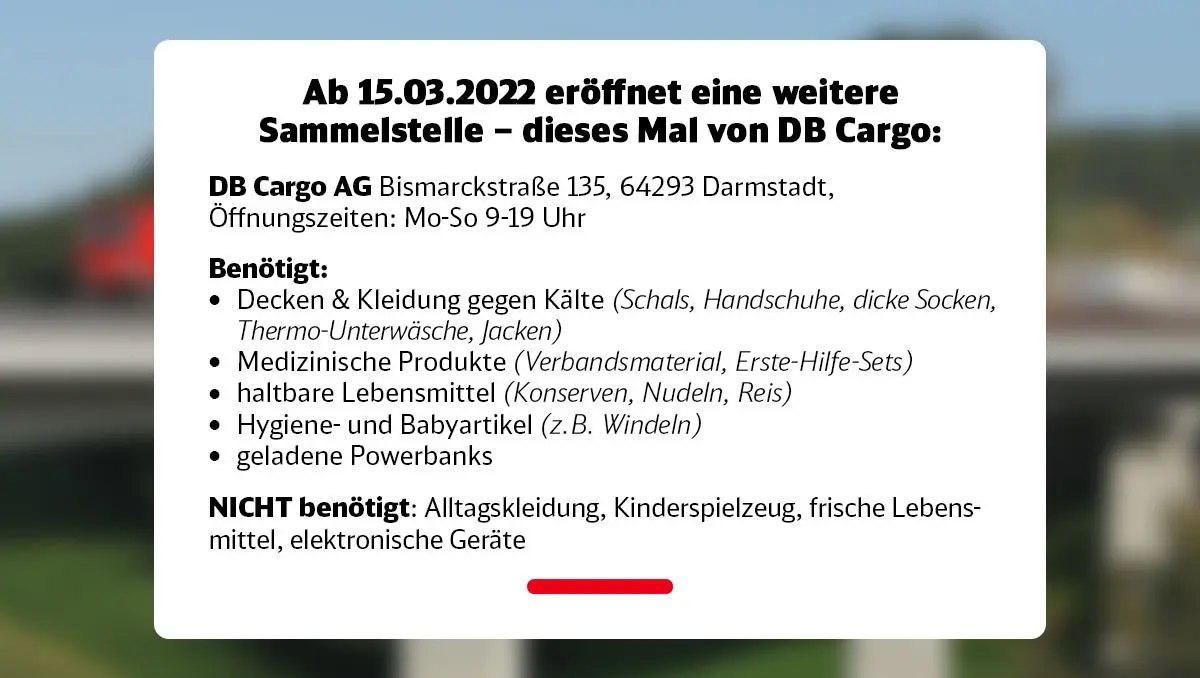 Ab 15.03.2022 eröffnet eine weitere
Sammelstelle – dieses Mal von DB Cargo:
DB Cargo AG Bismarckstraße 135, 64293 Darmstadt,
Öffnungszeiten: Mo-So 9-19 Uhr
Benötigt:
• Decken & Kleidung gegen Kälte (Schals, Handschuhe, dicke Socken,
Thermo-Unterwäsche, Jacken)
• Medizinische Produkte (Verbandsmaterial, Erste-Hilfe-Sets)
• haltbare Lebensmittel (Konserven, Nudeln, Reis)
• Hygiene- und Babyartikel (z. B. Windeln)
• geladene Powerbanks
NICHT benötigt: Alltagskleidung, Kinderspielzeug, frische Lebens-
mittel, elektronische Geräte